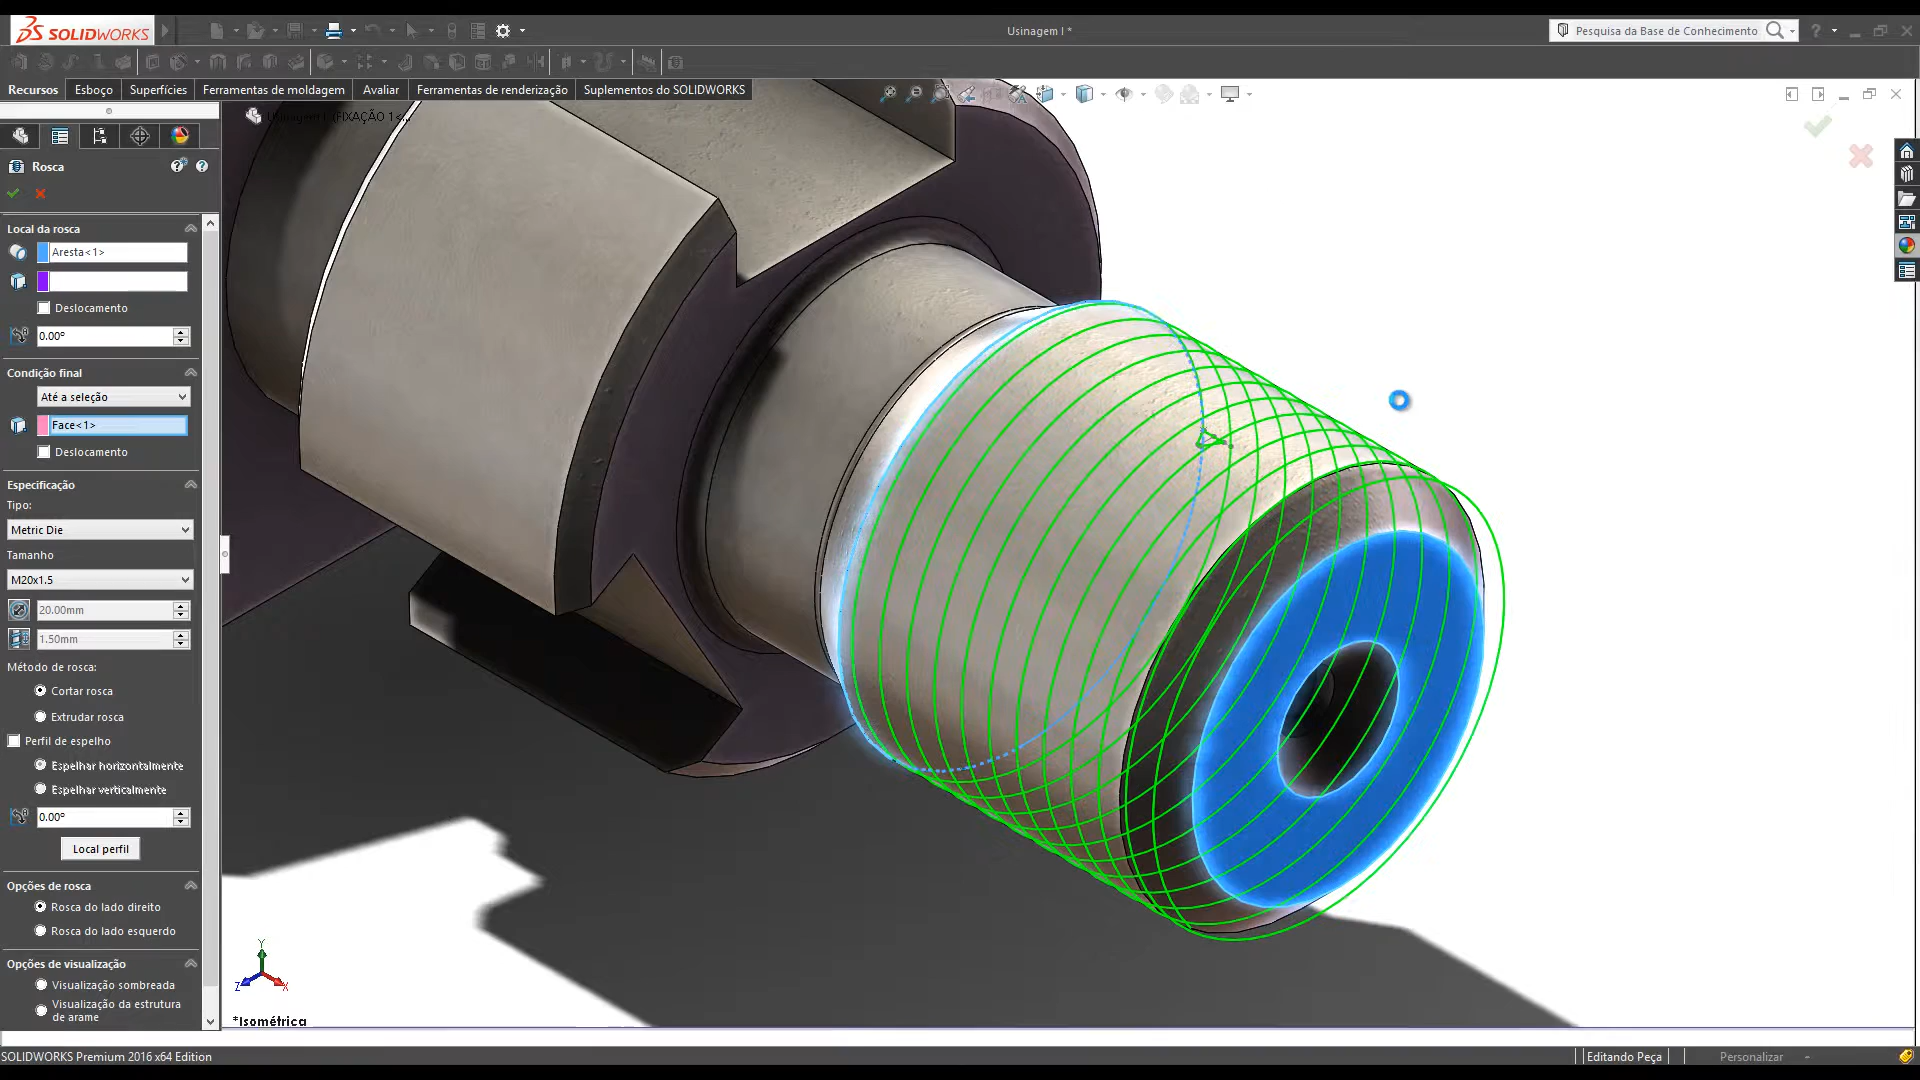 SOLIDWORKS
Usinagem I *
Pesquisa da Base de Conhecimento
Recursos
Esboço
Superfícies
Ferramentas de moldagem
Avaliar
Ferramentas de renderização
Suplementos do SOLIDWORKS
Usinagem I (FIXAÇÃO 1<...
Rosca
Local da rosca
Aresta<1>
Deslocamento
0.00°
Condição final
Até a seleção
Face<1>
Deslocamento
Especificação
Tipo:
Metric Die
Tamanho
M20x1.5
20.00mm
1.50mm
Método de rosca:
Cortar rosca
Extrudar rosca
Perfil de espelho
Espelhar horizontalmente
Espelhar verticalmente
0.00°
Local perfil
Opções de rosca
Rosca do lado direito
Rosca do lado esquerdo
Opções de visualização
Visualização sombreada
Visualização da estrutura
de arame
Y
Z
X
*Isométrica
SOLIDWORKS Premium 2016 x64 Edition
Editando Peça
Personalizar